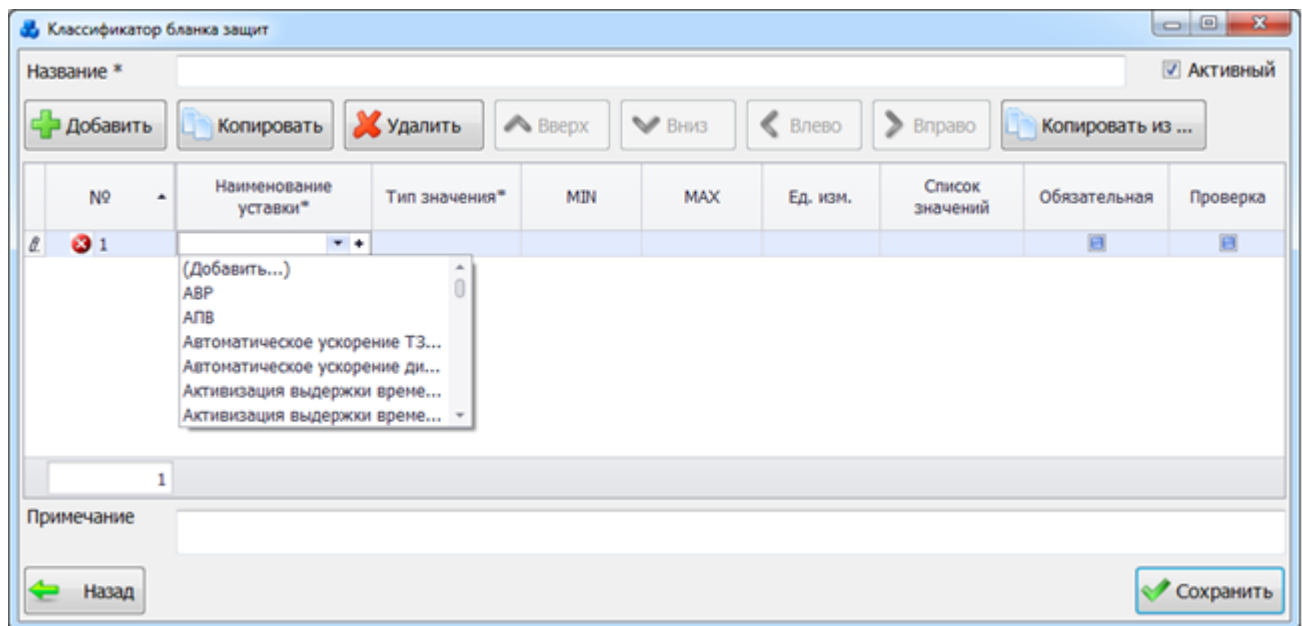 Классификатор бланка защит
Название * Активный
Добавить Копировать Удалить Вверх Вниз Влево Вправо Копировать из ...
№ Наименование уставки* Тип значения* MIN MAX Ед. изм. Список значений Обязательная Проверка
1
(Добавить...)
АВР
АПВ
Автоматическое ускорение ТЗ...
Автоматическое ускорение ди...
Активизация выдержки време...
Активизация выдержки време...
1
Примечание
Назад Сохранить